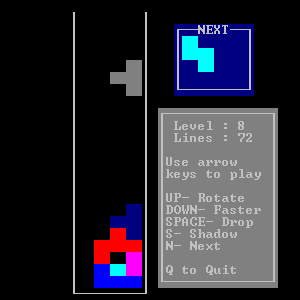 NEXT
Level : 8
Lines : 72
Use arrow
keys to play
UP- Rotate
DOWN- Faster
SPACE- Drop
S- Shadow
N- Next
Q to Quit